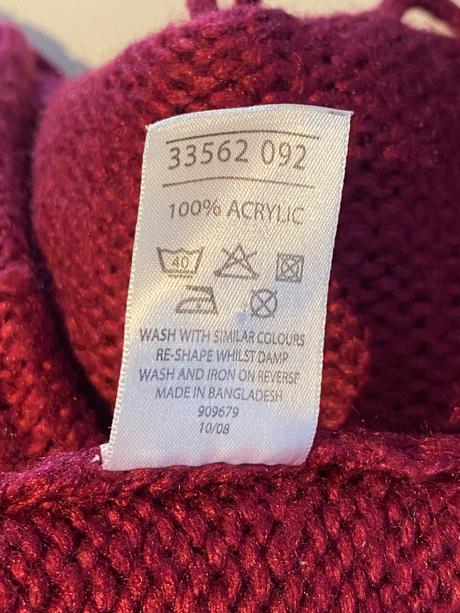 33562 092
100% ACRYLIC
40
WASH WITH SIMILAR COLOURS
RE-SHAPE WHILST DAMP
WASH AND IRON ON REVERSE
MADE IN BANGLADESH
909679
10/08